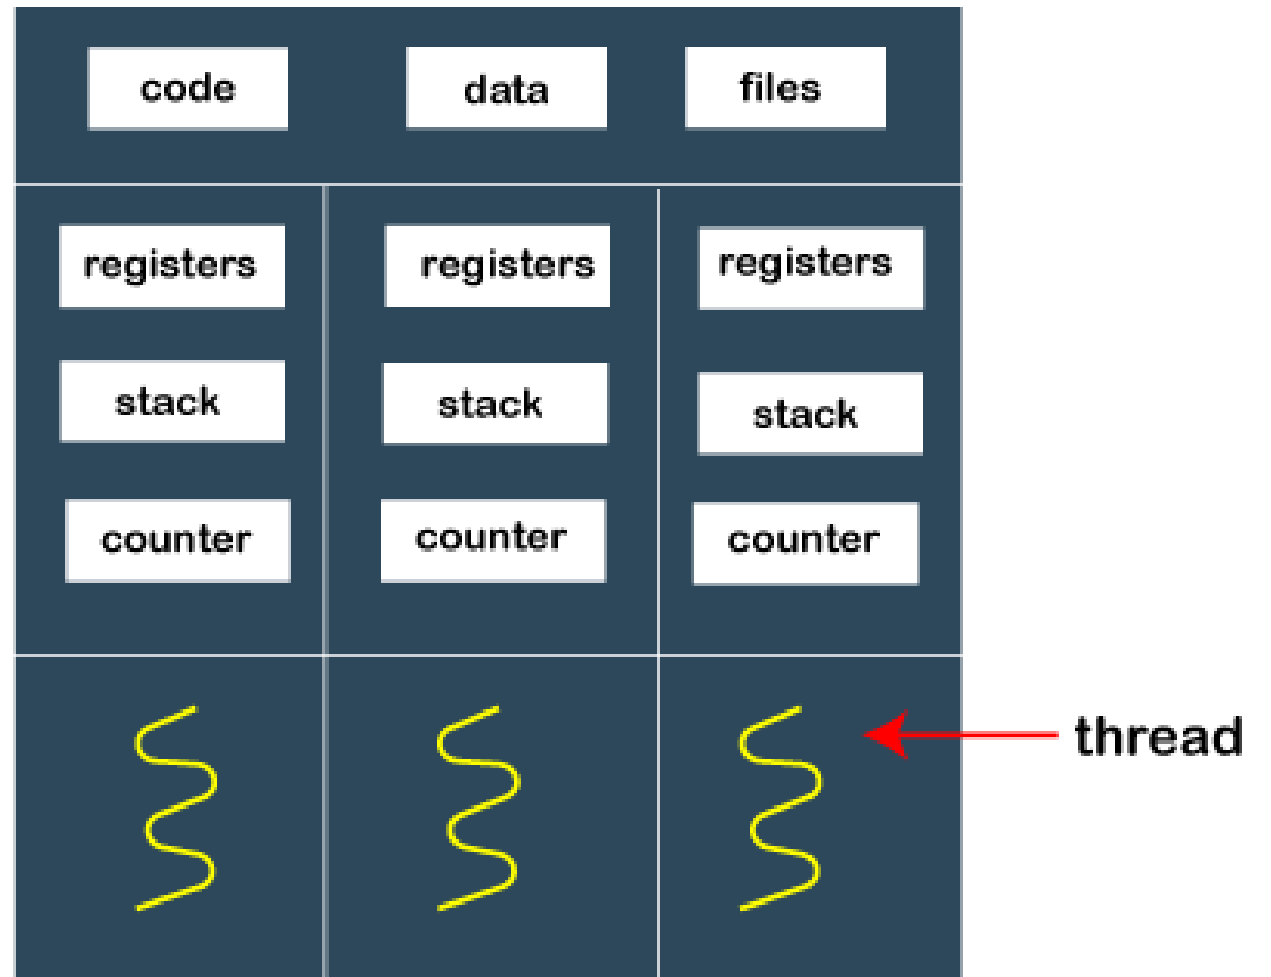 code data files
registers registers registers
stack stack stack
counter counter counter
thread